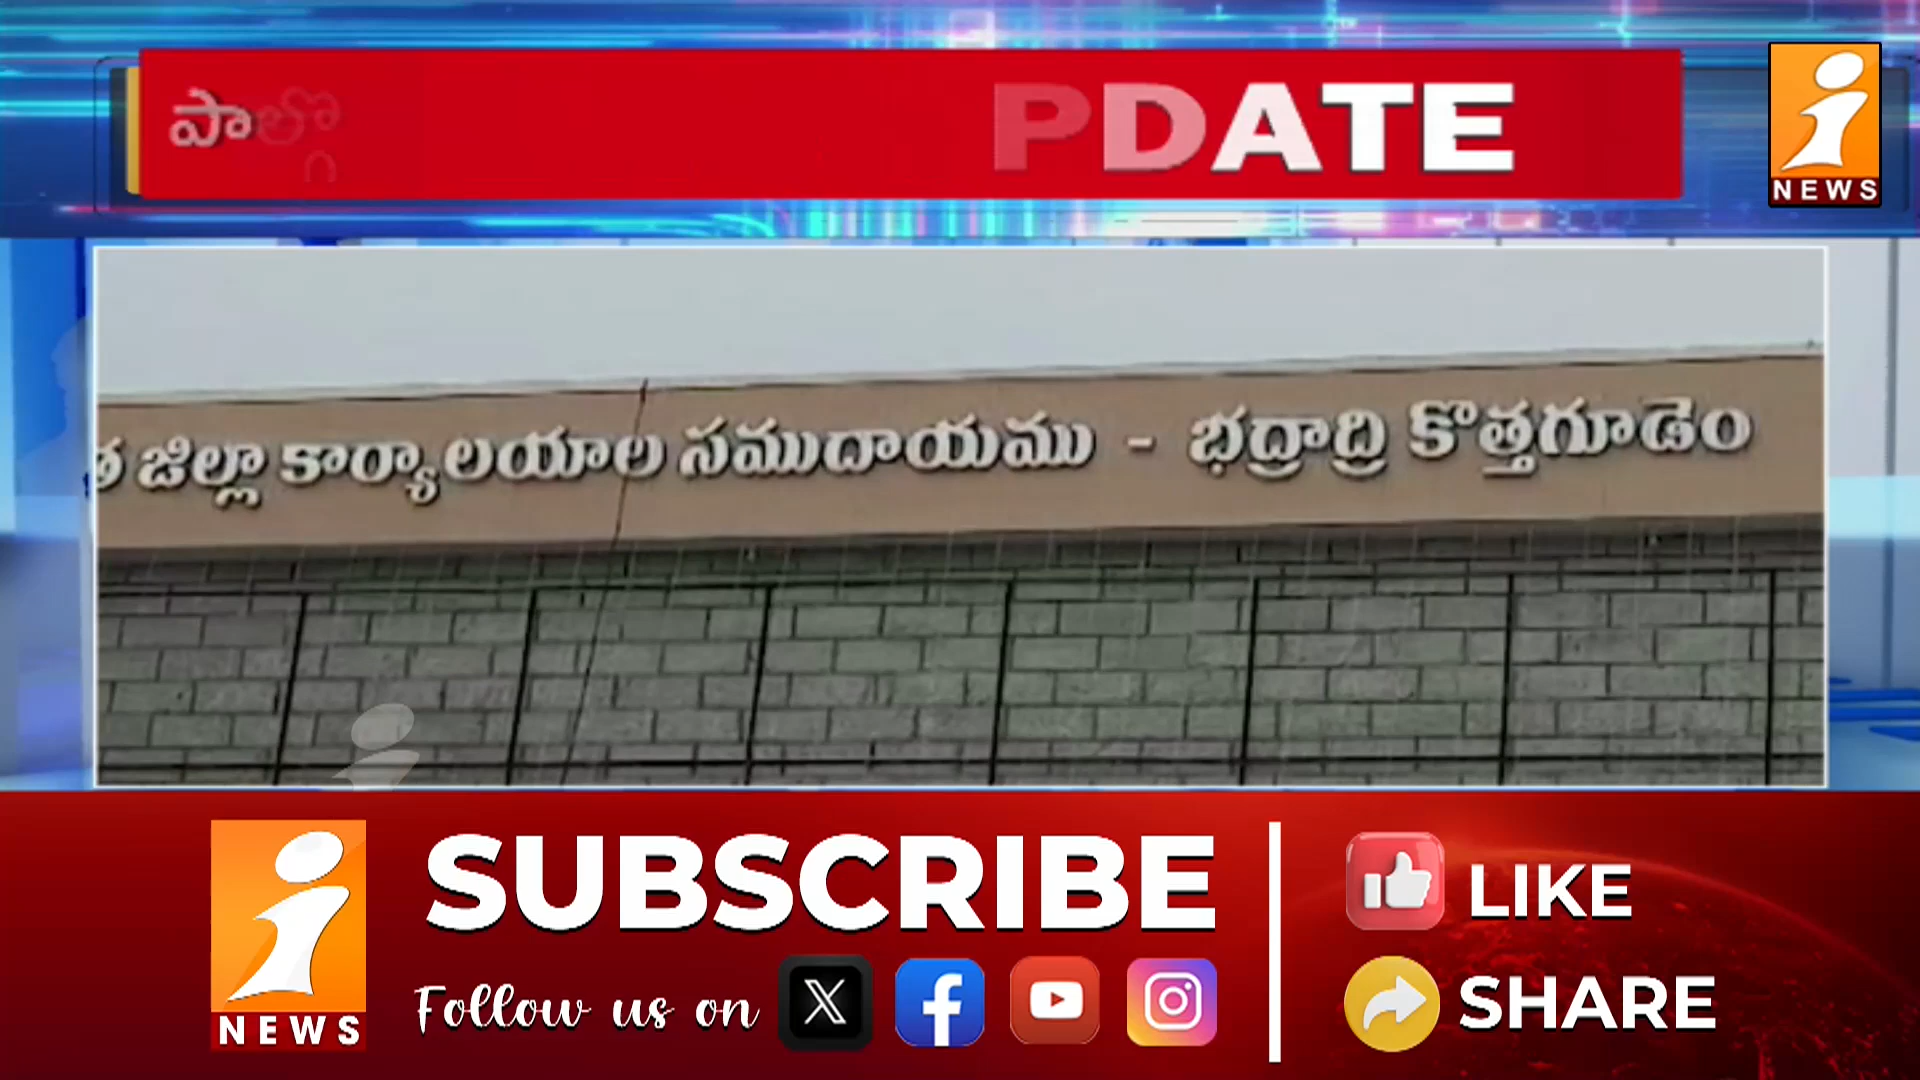 PDATE
i
NEWS
జిల్లా కార్యాలయాల సముదాయము - భద్రాద్రి కొత్తగూడెం
i
NEWS
SUBSCRIBE
Follow us on
LIKE
SHARE